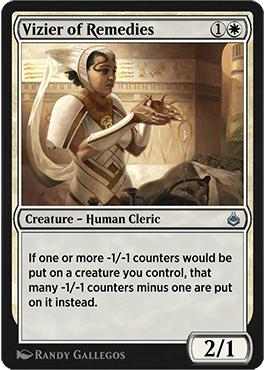 Vizier of Remedies 1
Creature – Human Cleric
If one or more -1/-1 counters would be
put on a creature you control, that
many -1/-1 counters minus one are put
on it instead.
2/1
RANDY GALLEGOS